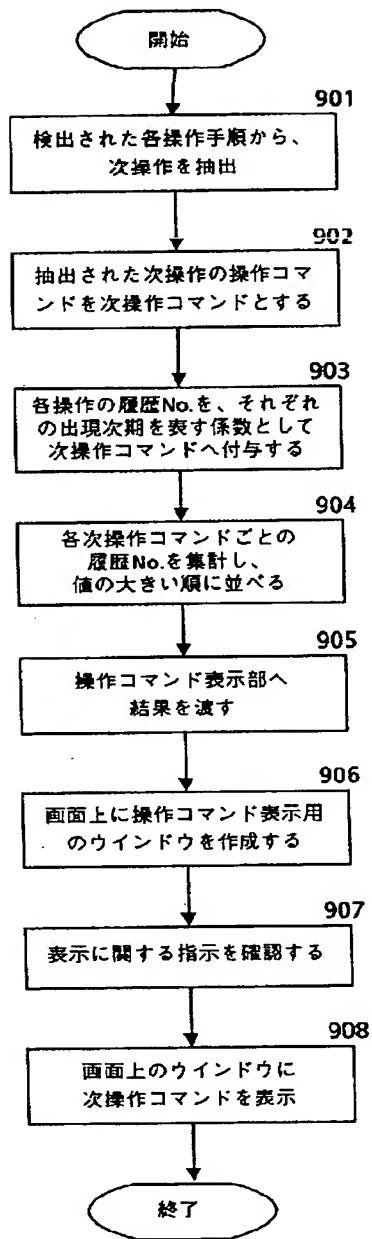 開始
901
検出された各操作手順から、
次操作を抽出
902
抽出された次操作の操作コマ
ンドを次操作コマンドとする
903
各操作の履歴No.を、それぞれ
の出現次期を表す係数として
次操作コマンドへ付与する
904
各次操作コマンドごとの
履歴No.を集計し、
値の大きい順に並べる
905
操作コマンド表示部へ
結果を渡す
906
画面上に操作コマンド表示用
のウインドウを作成する
907
表示に関する指示を確認する
908
画面上のウインドウに
次操作コマンドを表示
終了